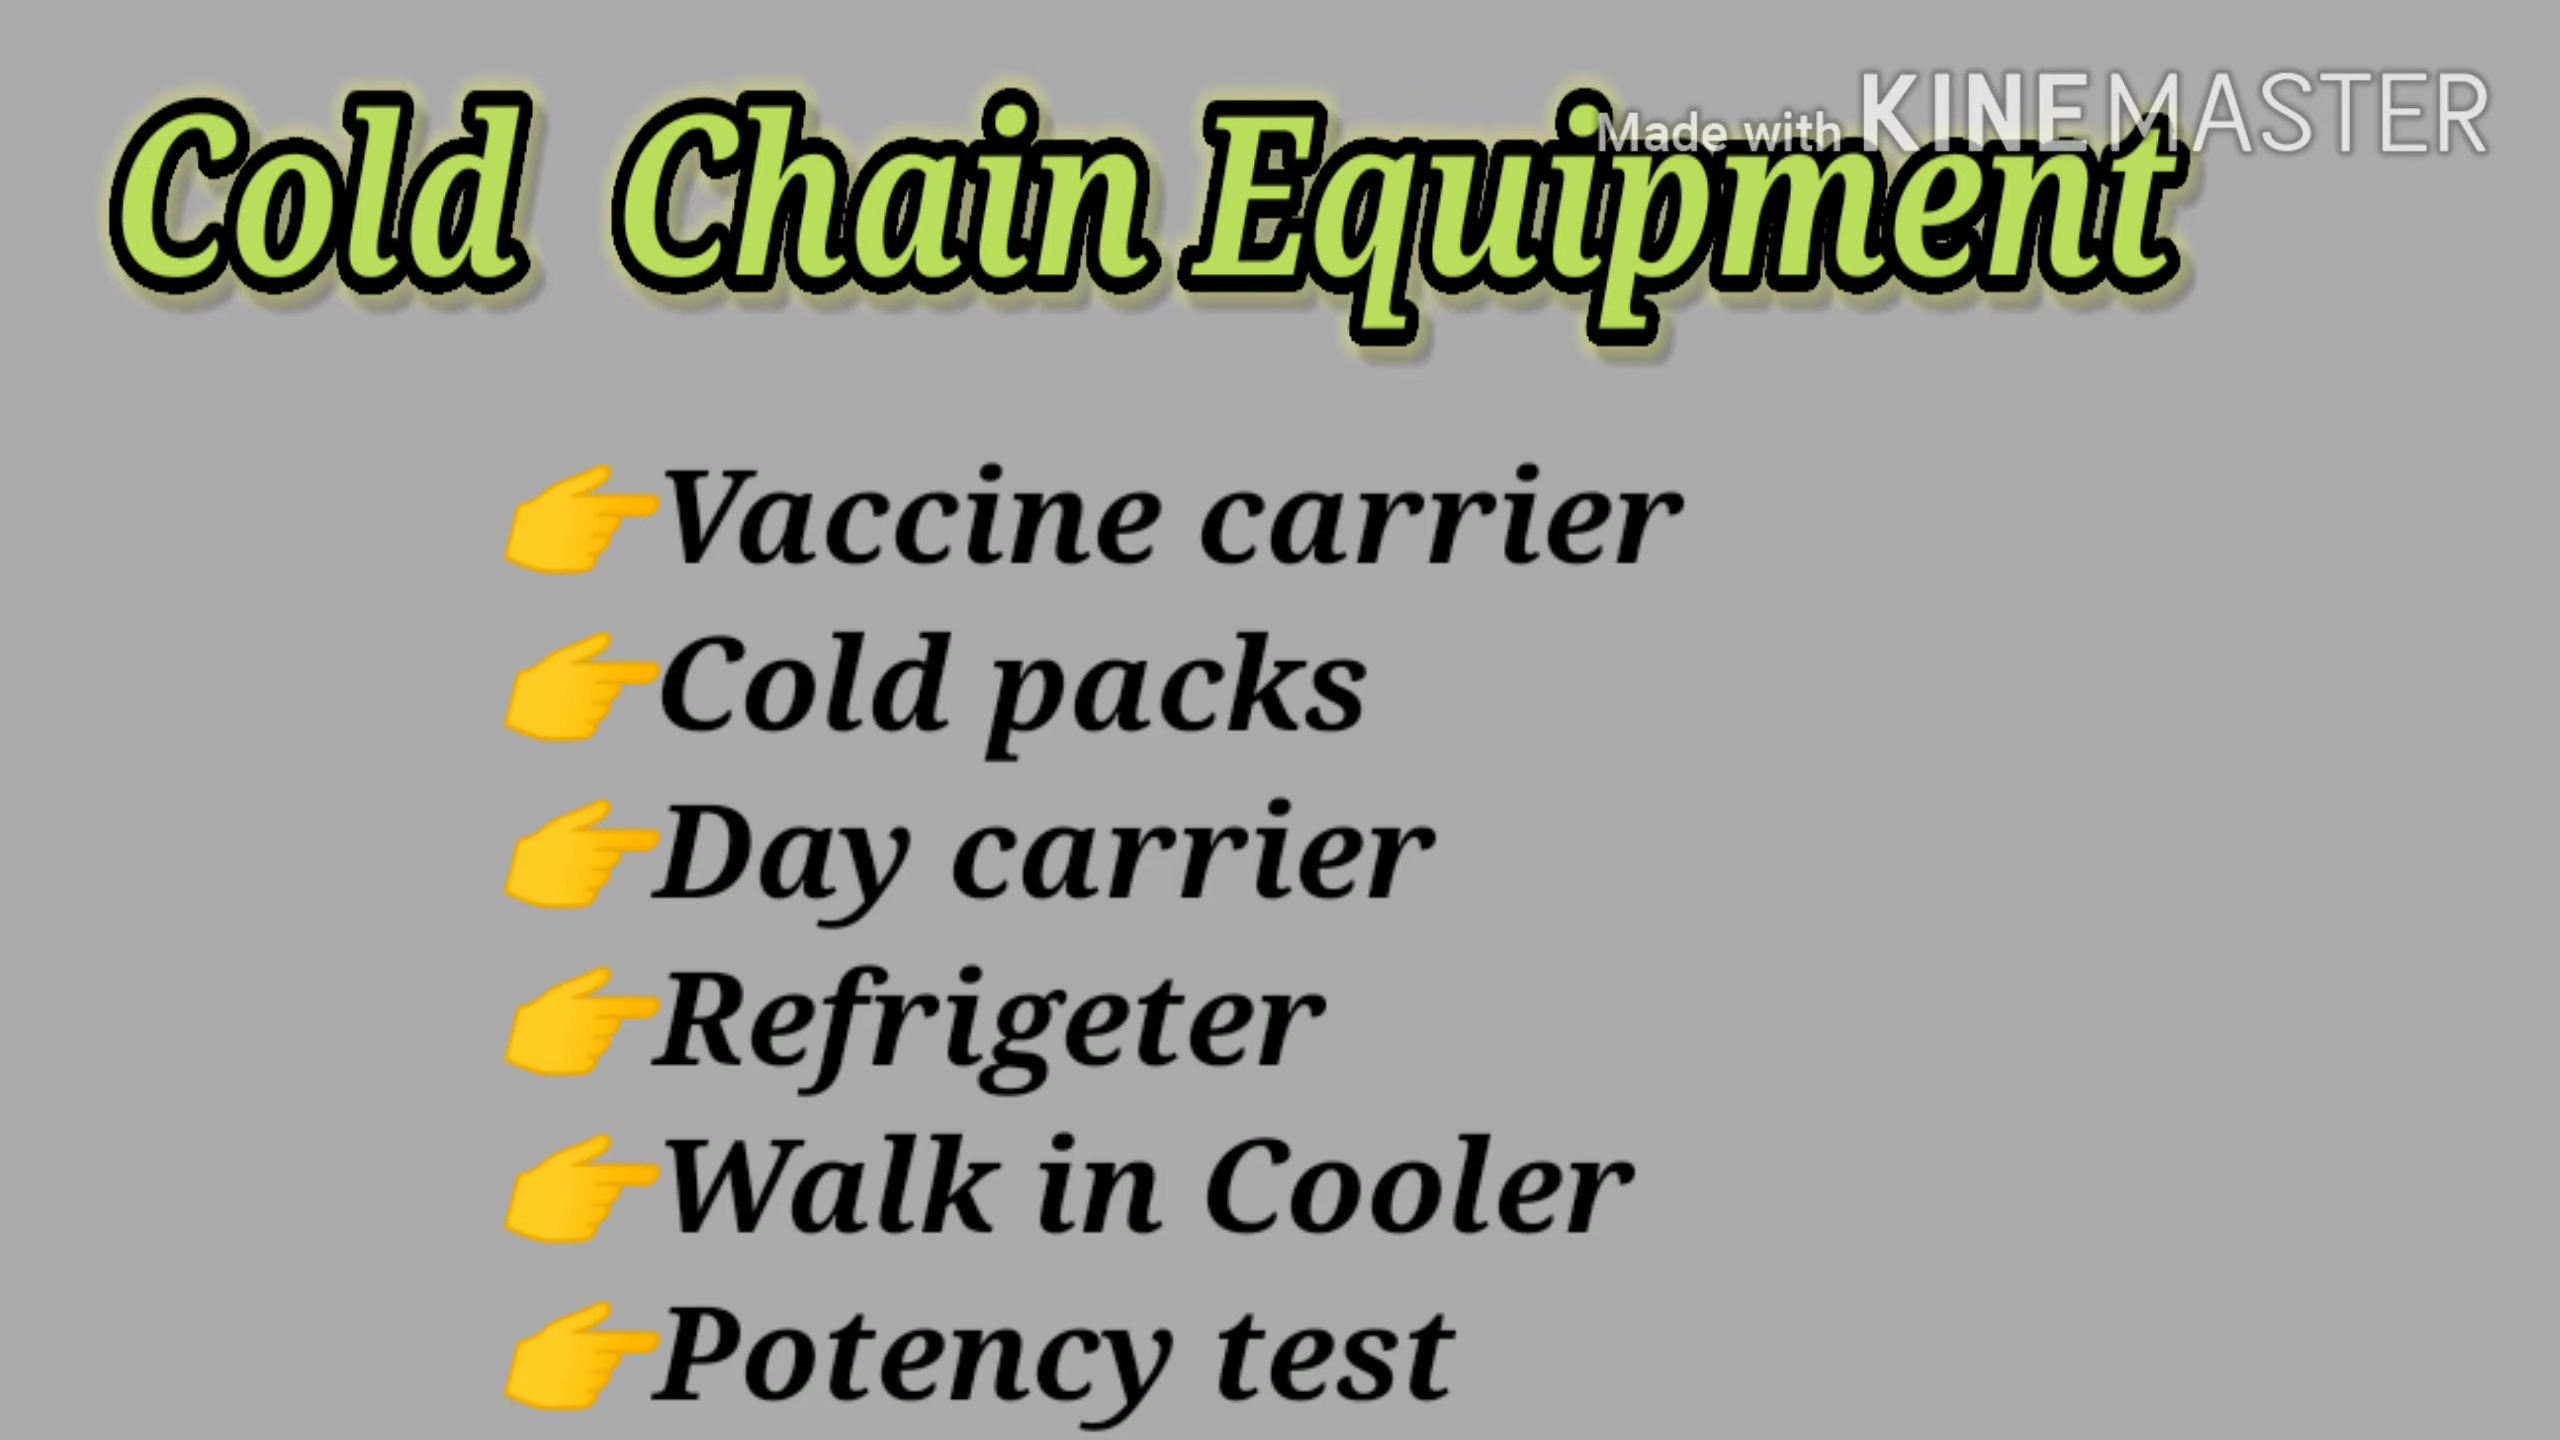 Made with KINEMASTER
Cold Chain Equipment
👉Vaccine carrier
👉Cold packs
👉Day carrier
👉Refrigeter
👉Walk in Cooler
👉Potency test